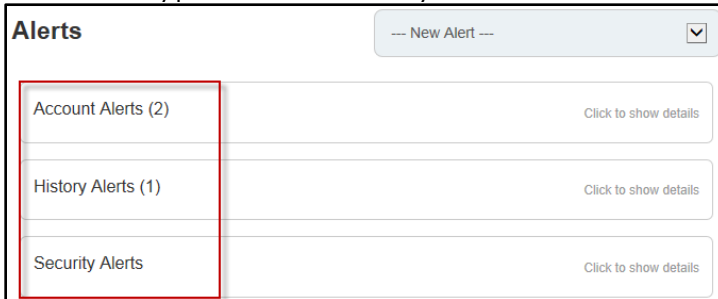 Alerts
--- New Alert ---
Account Alerts (2)
Click to show details
History Alerts (1)
Click to show details
Security Alerts
Click to show details